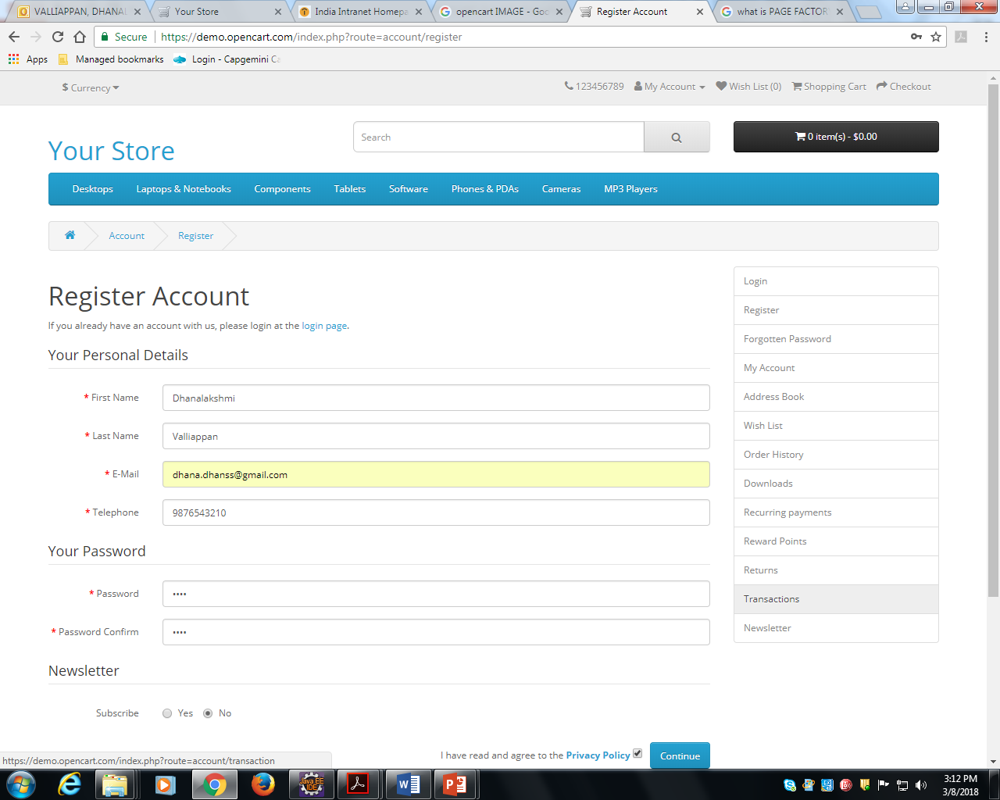 VALLIAPPAN, DHANAL
Your Store
India Intranet Homepa
opencart IMAGE - Goo
Register Account
what is PAGE FACTOR
Secure
https://demo.opencart.com/index.php?route=account/register
Apps
Managed bookmarks
Login - Capgemini Ca
$ Currency
123456789
My Account
Wish List (0)
Shopping Cart
Checkout
Your Store
Search
0 item(s) - $0.00
Desktops
Laptops & Notebooks
Components
Tablets
Software
Phones & PDAs
Cameras
MP3 Players
Account
Register
Register Account
If you already have an account with us, please login at the login page.
Your Personal Details
* First Name
Dhanalakshmi
* Last Name
Valliappan
* E-Mail
dhana.dhanss@gmail.com
* Telephone
9876543210
Your Password
* Password
••••
* Password Confirm
••••
Newsletter
Subscribe
Yes
No
I have read and agree to the Privacy Policy
Continue
Login
Register
Forgotten Password
My Account
Address Book
Wish List
Order History
Downloads
Recurring payments
Reward Points
Returns
Transactions
Newsletter
https://demo.opencart.com/index.php?route=account/transaction
Java EE
IDE
3:12 PM
3/8/2018